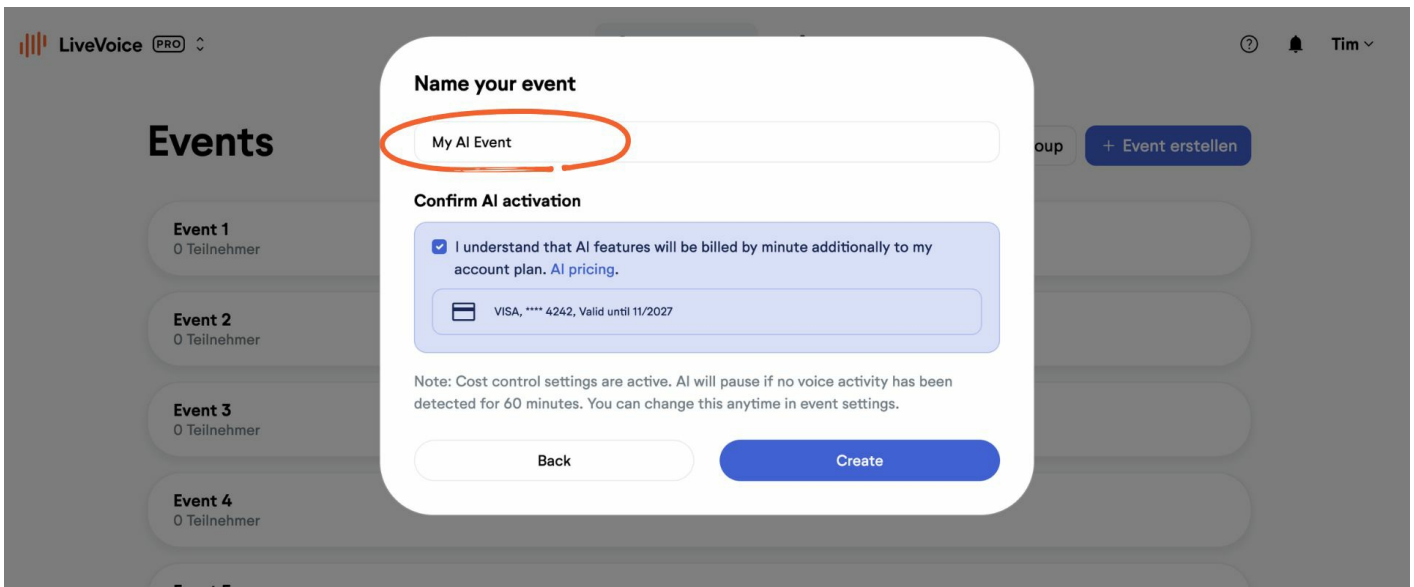 LiveVoice PRO
Tim
Name your event
My AI Event
Events
oup
+ Event erstellen
Confirm AI activation
I understand that AI features will be billed by minute additionally to my
account plan. AI pricing.
VISA, **** 4242, Valid until 11/2027
Note: Cost control settings are active. AI will pause if no voice activity has been
detected for 60 minutes. You can change this anytime in event settings.
Back
Create
Event 1
0 Teilnehmer
Event 2
0 Teilnehmer
Event 3
0 Teilnehmer
Event 4
0 Teilnehmer